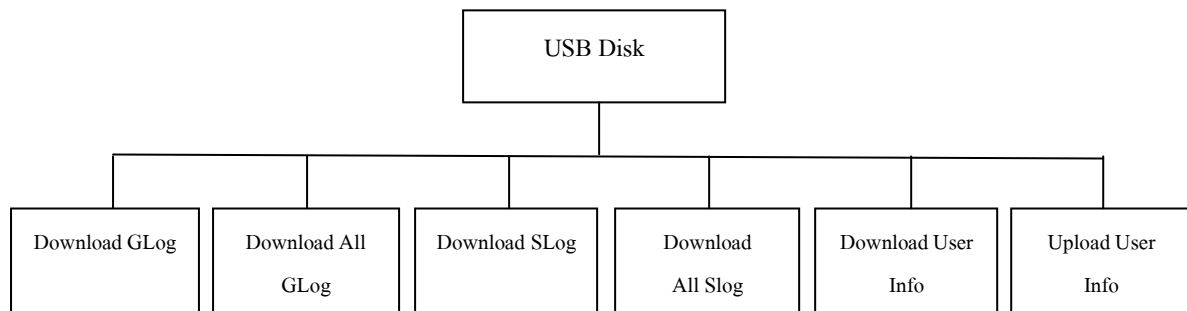 USB Disk
Download GLog
Download All
GLog
Download SLog
Download
All Slog
Download User
Info
Upload User
Info